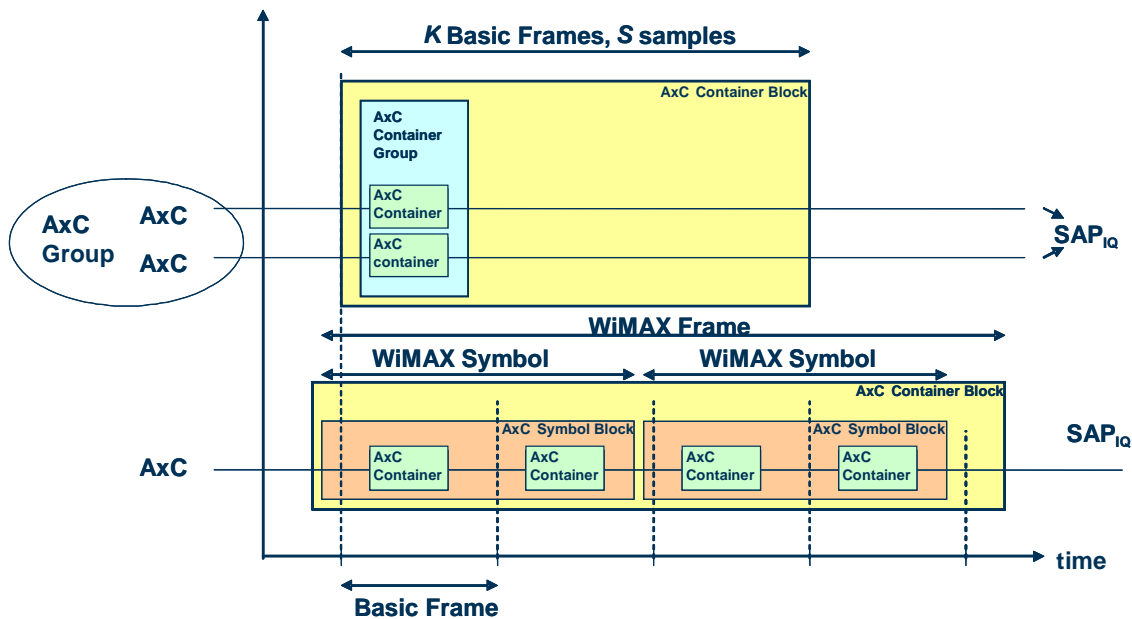 K Basic Frames, S samples
AxC Container Block
AxC
Container
Group
AxC
Container
AxC
container
AxC
Group
AxC
AxC
SAPIQ
WiMAX Frame
WiMAX Symbol
WiMAX Symbol
AxC Container Block
AxC Symbol Block
AxC Symbol Block
AxC
Container
AxC
Container
AxC
Container
AxC
Container
AxC
SAPIQ
time
Basic Frame